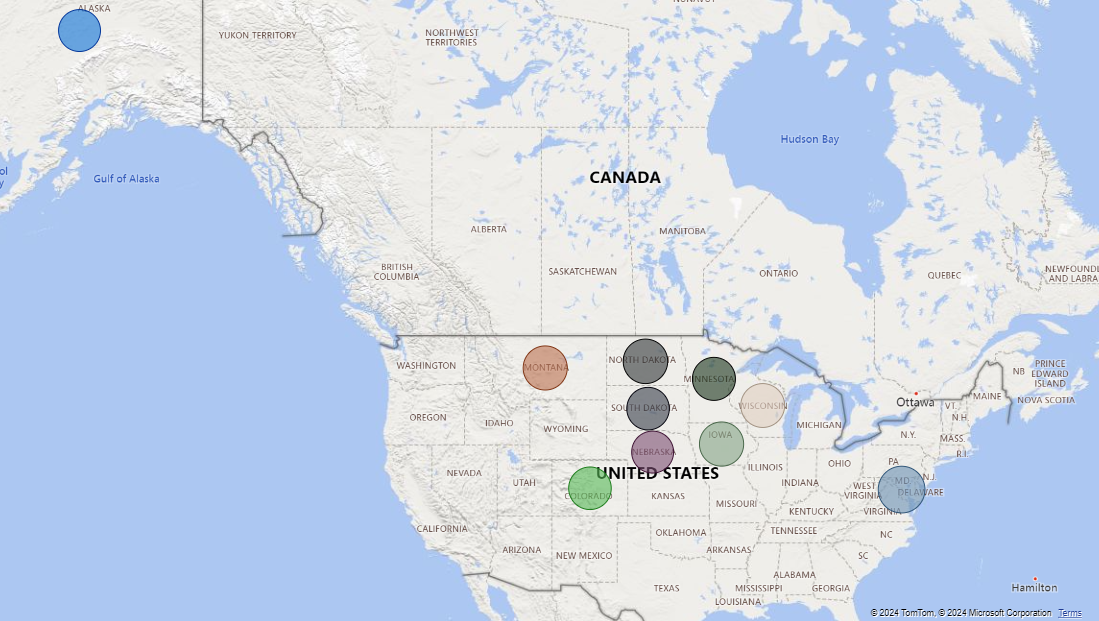 ALASKA
YUKON TERRITORY
NORTHWEST
TERRITORIES
Hudson Bay
Gulf of Alaska
CANADA
ALBERTA
MANITOBA
BRITISH
COLUMBIA
SASKATCHEWAN
ONTARIO
QUEBEC
NEWFOUNDL
AND LABRA
WASHINGTON
MONTANA
NORTH DAKOTA
MINNESOTA
PRINCE
EDWARD
ISLAND
NB
NOVA SCOTIA
MAINE
Ottawa
VT.
N.H.
OREGON
IDAHO
WYOMING
SOUTH DAKOTA
WISCONSIN
MICHIGAN
N.Y.
MASS.
R.I.
IOWA
NEBRASKA
UNITED STATES
NEVADA
UTAH
COLORADO
KANSAS
ILLINOIS
INDIANA
OHIO
PA
N.J.
MD.
DELAWARE
WEST
VIRGINIA
VIRGINIA
MISSOURI
KENTUCKY
CALIFORNIA
ARIZONA
NEW MEXICO
OKLAHOMA
TENNESSEE
NC
ARKANSAS
SC
TEXAS
ALABAMA
MISSISSIPPI
GEORGIA
LOUISIANA
Hamilton
© 2024 TomTom, © 2024 Microsoft Corporation Terms